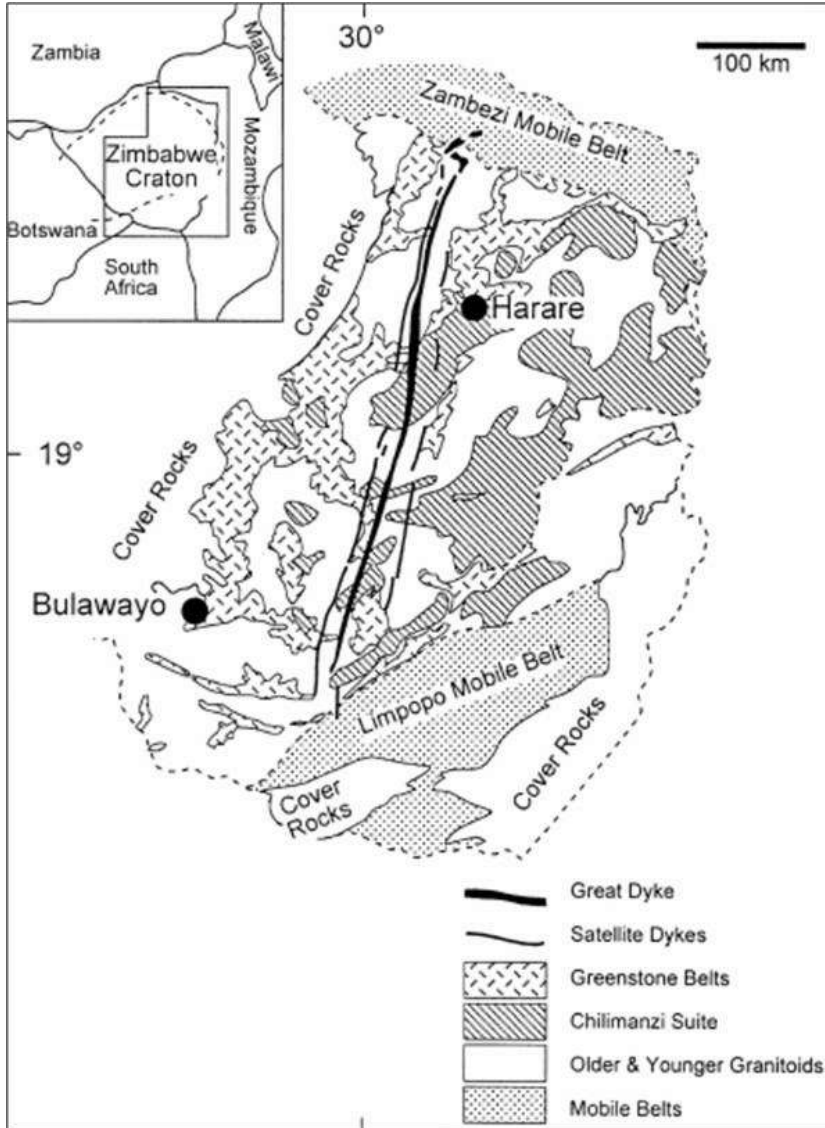 30°
100 km
Zambia
Malawi
Mozambique
Zimbabwe
Craton
Botswana
South
Africa
Zambezi Mobile Belt
Cover Rocks
Harare
19°
Cover Rocks
Bulawayo
Limpopo Mobile Belt
Cover Rocks
Cover
Rocks
Great Dyke
Satellite Dykes
Greenstone Belts
Chilimanzi Suite
Older & Younger Granitoids
Mobile Belts